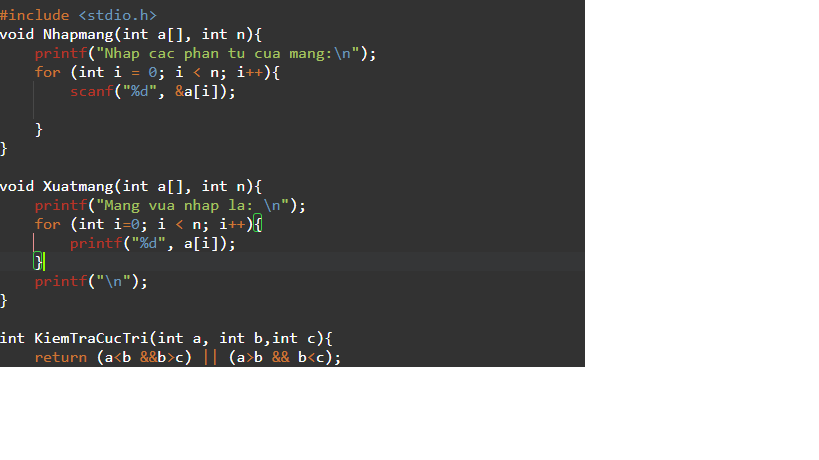 #include <stdio.h>
void Nhapmang(int a[], int n){
    printf("Nhap cac phan tu cua mang:\n");
    for (int i = 0; i < n; i++){
        scanf("%d", &a[i]);
    }
}
void Xuatmang(int a[], int n){
    printf("Mang vua nhap la: \n");
    for (int i=0; i < n; i++){
        printf("%d", a[i]);
    }
    printf("\n");
}
int KiemTraCucTri(int a, int b,int c){
    return (a<b &&b>c) || (a>b && b<c);